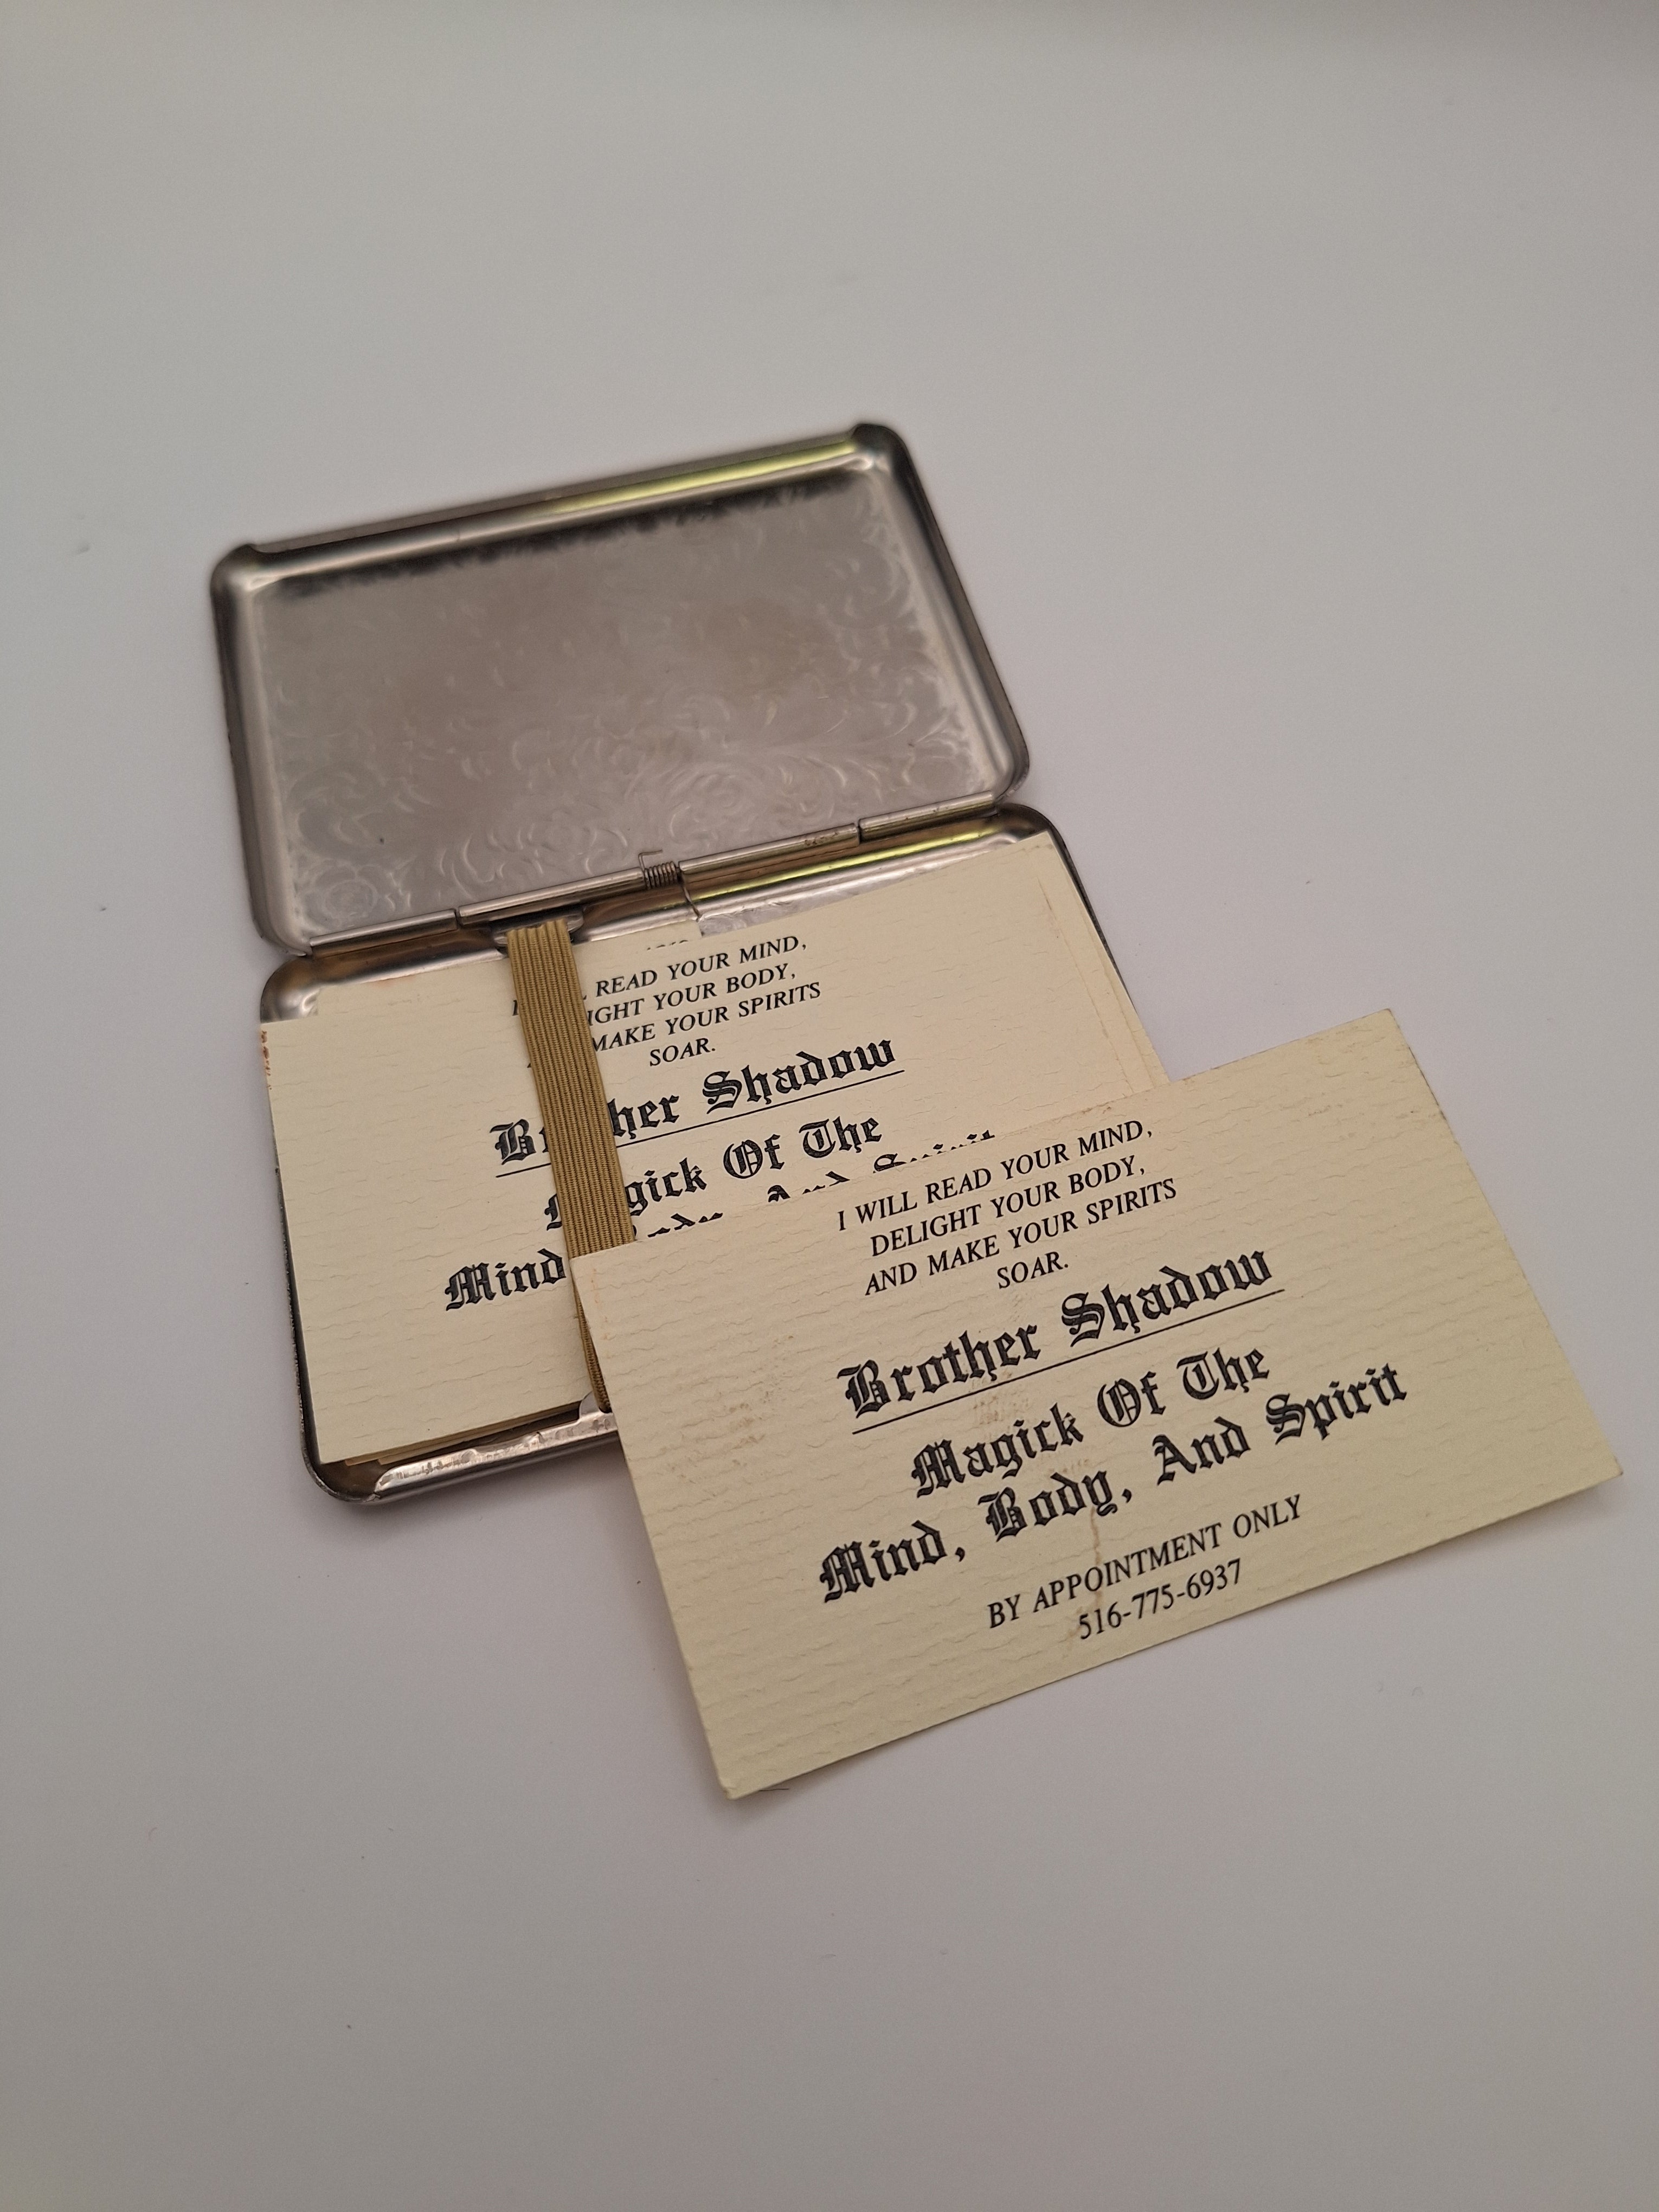 READ YOUR MIND,
YOUR BODY,
MAKE YOUR SPIRITS
SOAR.
Shadow
Of The
Mind
I WILL READ YOUR MIND,
DELIGHT YOUR BODY,
AND MAKE YOUR SPIRITS
SOAR.
Brother Shadow
Magick Of The
Mind, Body, And Spirit
BY APPOINTMENT ONLY
516-775-6937